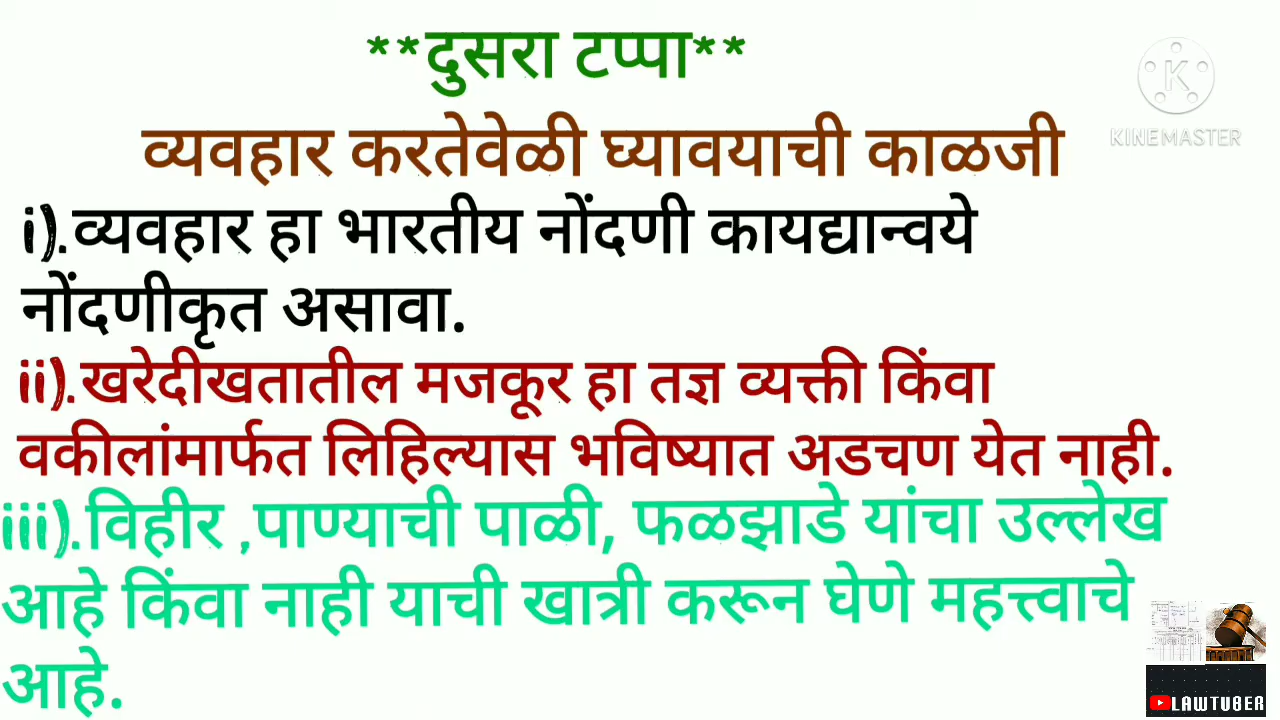 **दुसरा टप्पा**
KINEMASTER
व्यवहार करतेवेळी घ्यावयाची काळजी
i).व्यवहार हा भारतीय नोंदणी कायद्यान्वये
नोंदणीकृत असावा.
ii).खरेदीखतातील मजकूर हा तज्ञ व्यक्ती किंवा
वकीलांमार्फत लिहिल्यास भविष्यात अडचण येत नाही.
iii).विहीर ,पाण्याची पाळी, फळझाडे यांचा उल्लेख
आहे किंवा नाही याची खात्री करून घेणे महत्त्वाचे
आहे.
LAWTUBER